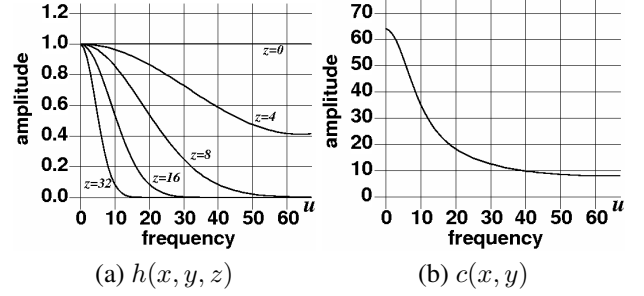 1.2
1.0
0.8
0.6
0.4
0.2
0.0
amplitude
z=0
z=4
z=8
z=16
z=32
0 10 20 30 40 50 60 u
frequency
(a) h(x, y, z)
70
60
50
40
30
20
10
0
amplitude
0 10 20 30 40 50 60 u
frequency
(b) c(x, y)